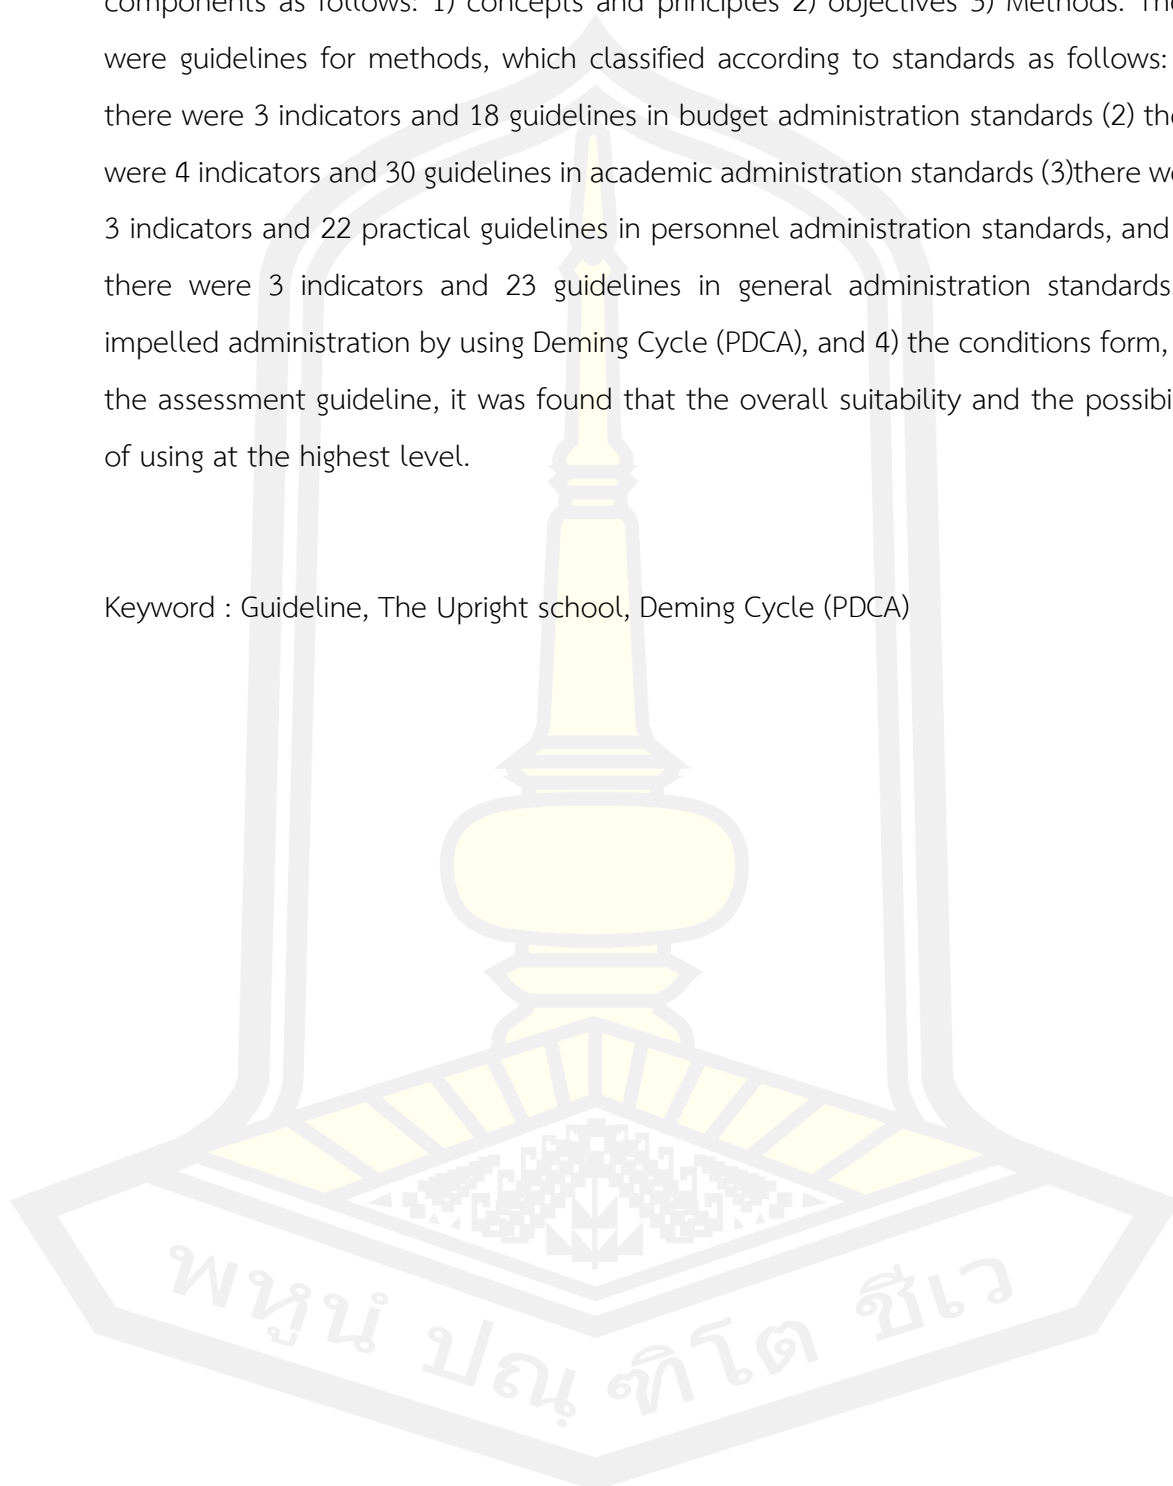 components as follows: 1) concepts and principles 2) objectives 3) Methods.
were guidelines for methods, which classified according to standards as follows:
there were 3 indicators and 18 guidelines in budget administration standards (2)
were 4 indicators and 30 guidelines in academic administration standards (3)there
3 indicators and 22 practical guidelines in personnel administration standards, and
there were 3 indicators and 23 guidelines in general administration standards
impelled administration by using Deming Cycle (PDCA), and 4) the conditions form,
the assessment guideline, it was found that the overall suitability and the
of using at the highest level.
Keyword : Guideline, The Upright school, Deming Cycle (PDCA)
พหูนํ ปณฺฑิโต ชีเว